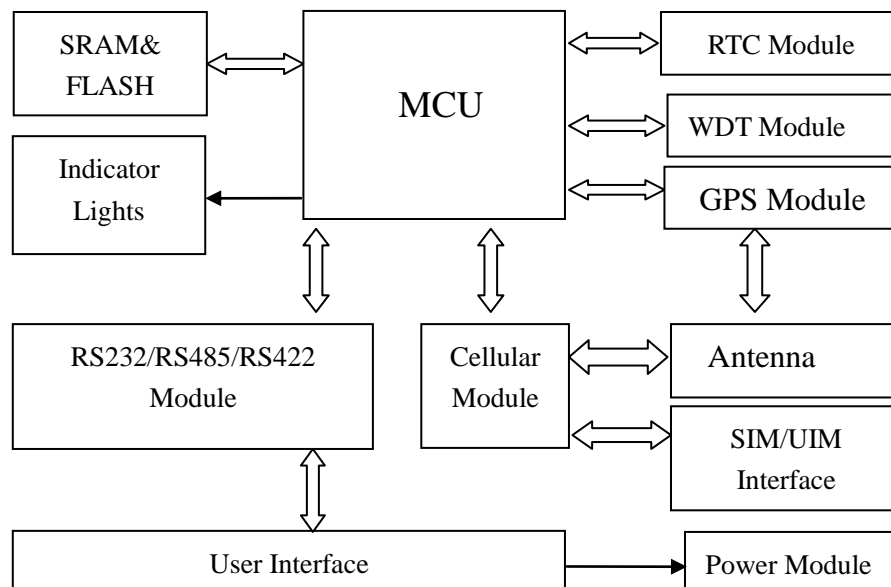 SRAM&
FLASH
MCU
RTC Module
WDT Module
Indicator
Lights
GPS Module
RS232/RS485/RS422
Module
Cellular
Module
Antenna
SIM/UIM
Interface
User Interface
Power Module